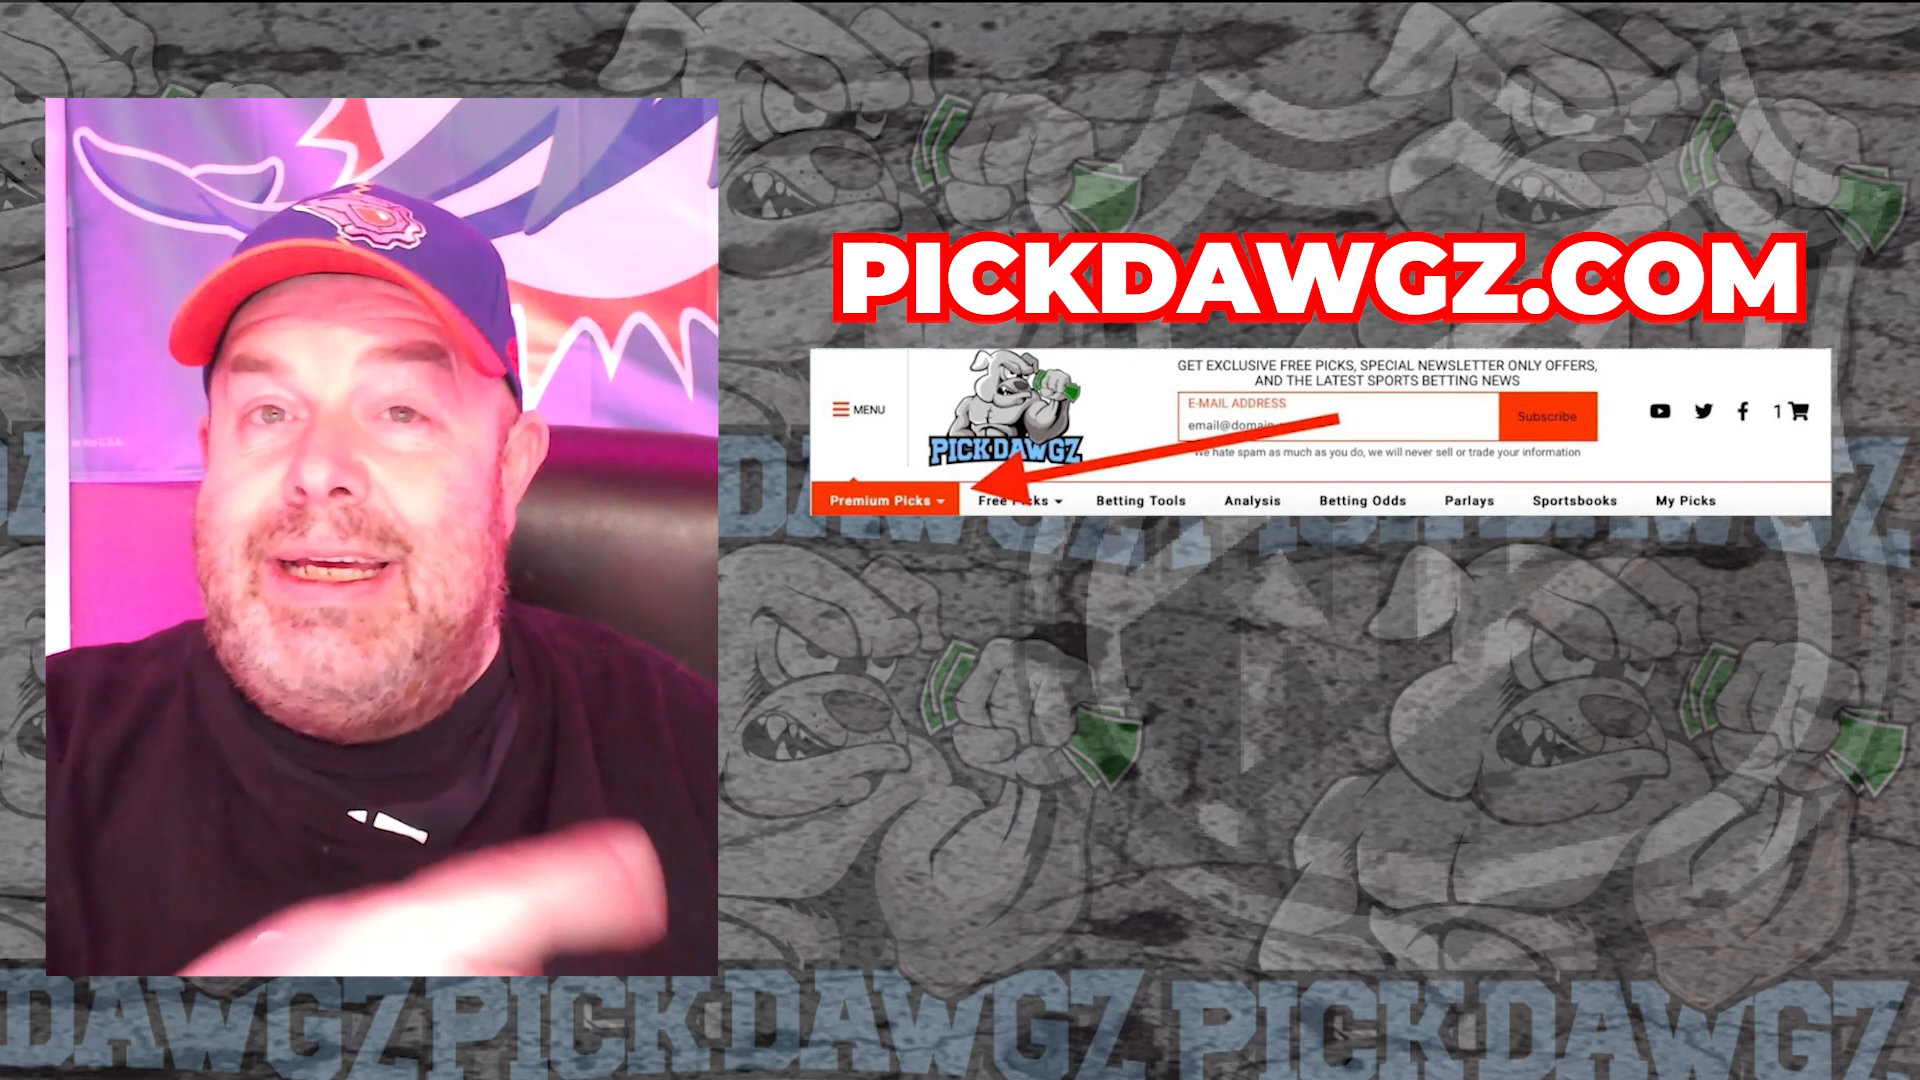 PICKDAWGZ.COM
MENU
PICKDAWGZ
GET EXCLUSIVE FREE PICKS, SPECIAL NEWSLETTER ONLY OFFERS,
AND THE LATEST SPORTS BETTING NEWS
E-MAIL ADDRESS
Subscribe
1
We hate spam as much as you do, we will never sell or trade your information
Premium Picks Free Picks Betting Tools Analysis Betting Odds Parlays Sportsbooks My Picks
DAWGZ PICKDAWGZ PICKDAWGZ